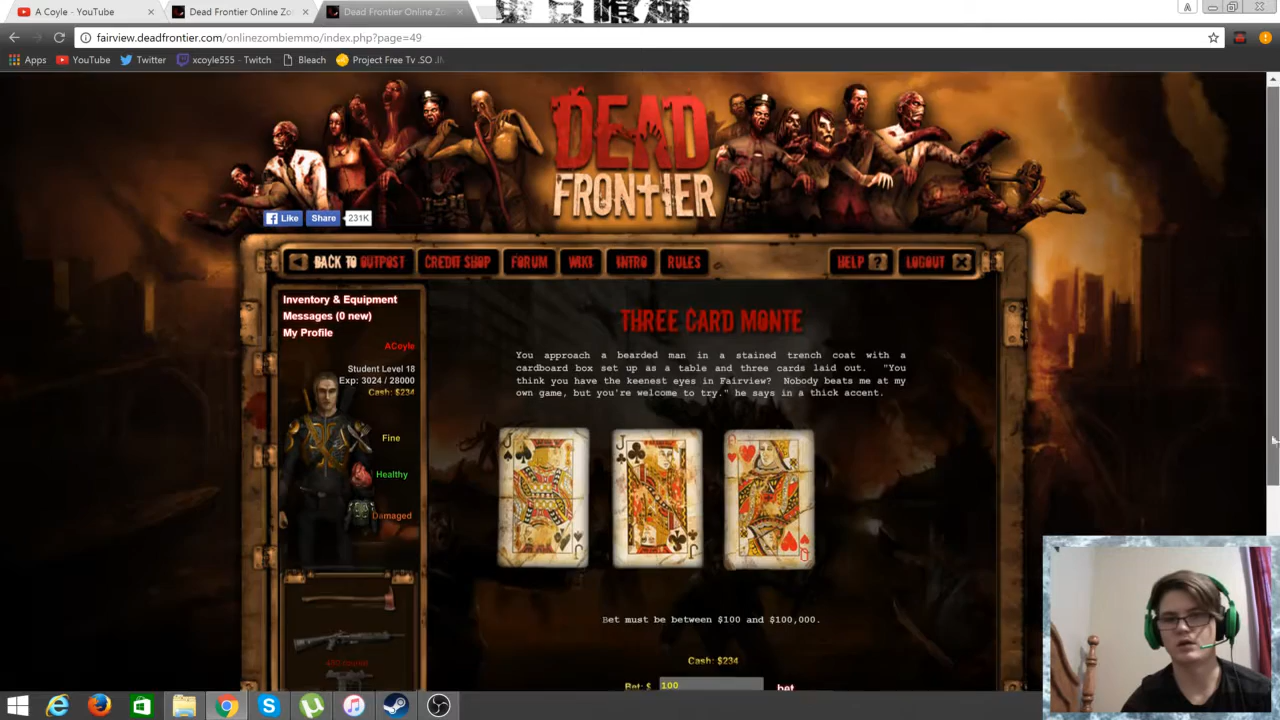 A Coyle - YouTube
Dead Frontier Online Zo
Dead Frontier Online Zo
fairview.deadfrontier.com/onlinezombiemmo/index.php?page=49
Apps YouTube Twitter xcoyle555 - Twitch Bleach Project Free Tv .SO .IM
DEAD
FRONTIER
Like Share 231K
BACK TO OUTPOST CREDIT SHOP FORUM WIKI INTRO RULES HELP ? LOGOUT
Inventory & Equipment
Messages (0 new)
My Profile
ACoyle
Student Level 18
Exp: 3024 / 28000
Cash: $234
Fine
Healthy
Damaged
THREE CARD MONTE
You approach a bearded man in a stained trench coat with a
cardboard box set up as a table and three cards laid out. "You
think you have the keenest eyes in Fairview? Nobody beats me at my
own game, but you're welcome to try." he says in a thick accent.
J J Q
Bet must be between $100 and $100,000.
Cash: $234
Bet: $ 100 bet